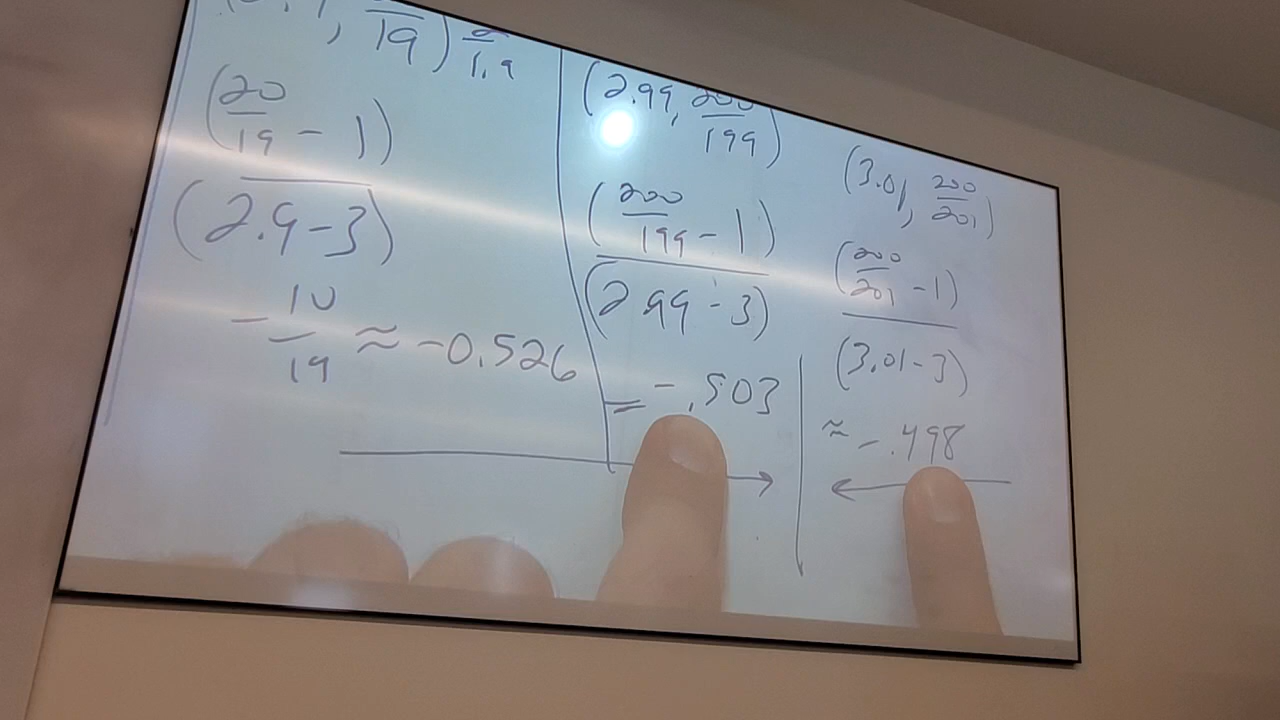 19) 2/1.9
(20/19 - 1)
(2.9-3)
-10/19 ≈ -0.526
(2.99, 200/199)
(200/199 - 1)
(2.99-3)
= -.503
(3.01, 200/201)
(200/201 - 1)
(3.01-3)
≈ -.498